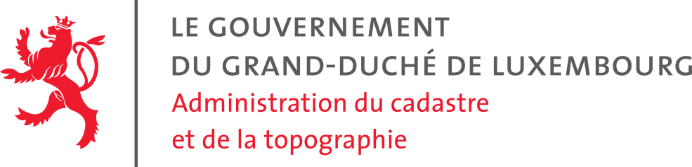 LE GOUVERNEMENT
DU GRAND-DUCHÉ DE LUXEMBOURG
Administration du cadastre
et de la topographie